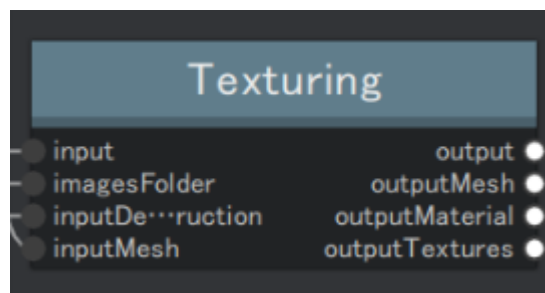 Texturing
input output
imagesFolder outputMesh
inputDe⋯ruction outputMaterial
inputMesh outputTextures